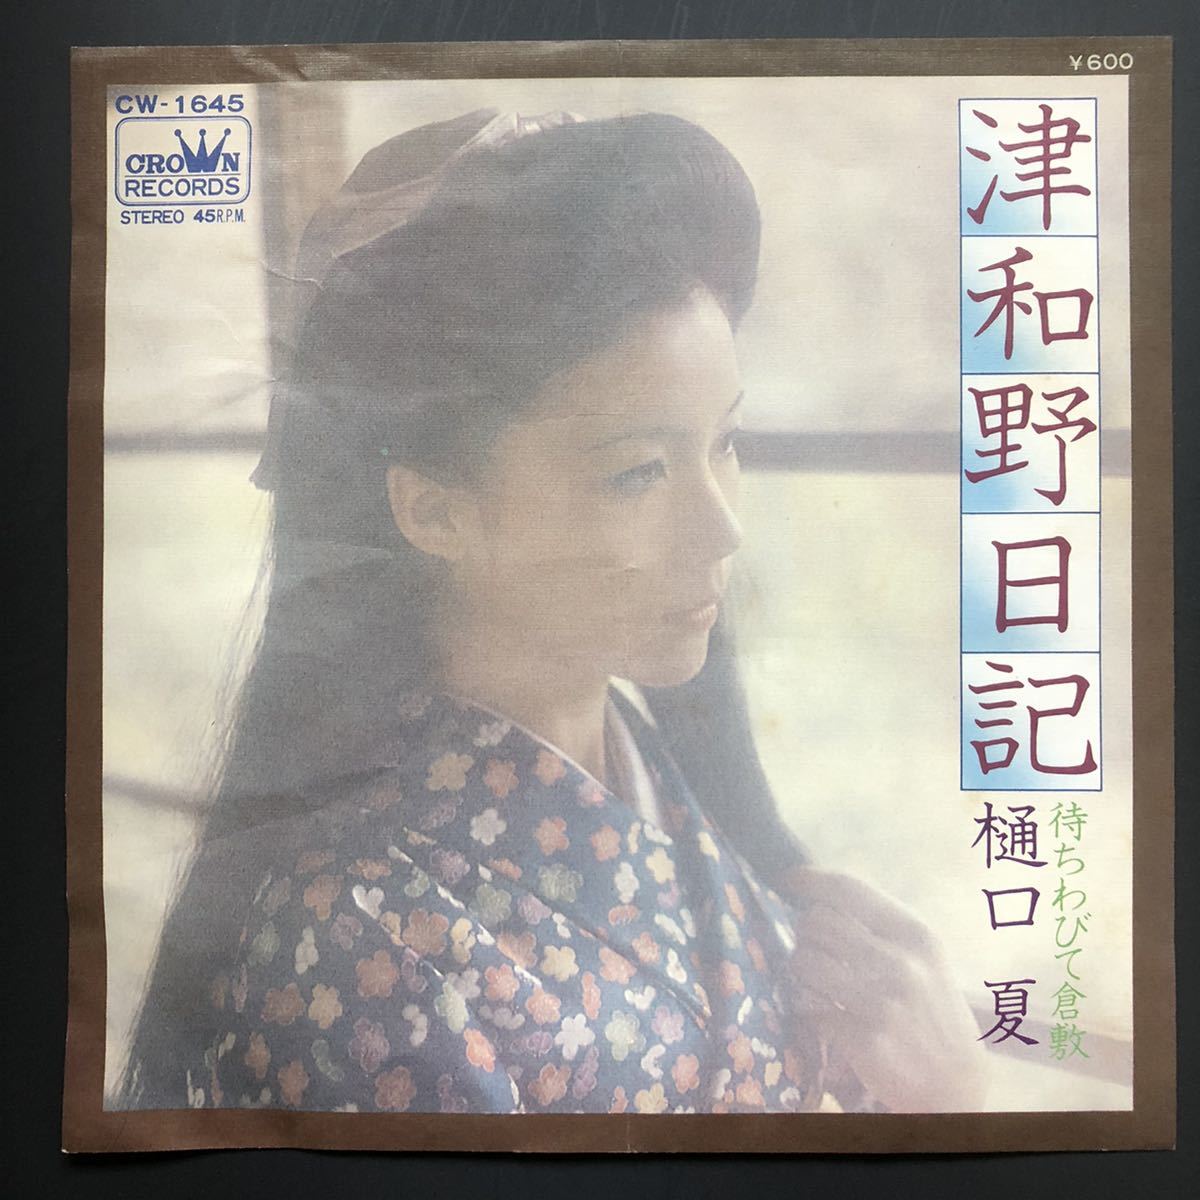 ¥600
CW-1645
CROWN
RECORDS
STEREO 45R.P.M.
津和野日記
待ちわびて倉敷
樋口 夏